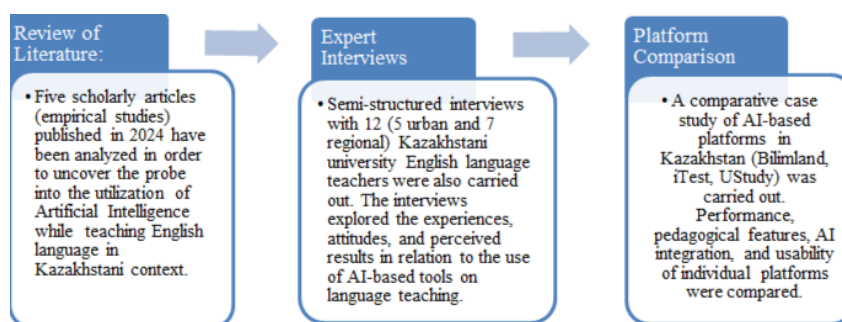 Review of
Literature:
• Five scholarly articles
(empirical studies)
published in 2024 have
been analyzed in order
to uncover the probe
into the utilization of
Artificial Intelligence
while teaching English
language in
Kazakhstani context.
Expert
Interviews
• Semi-structured interviews
with 12 (5 urban and 7
regional) Kazakhstani
university English language
teachers were also carried
out. The interviews
explored the experiences,
attitudes, and perceived
results in relation to the use
of AI-based tools on
language teaching.
Platform
Comparison
• A comparative case
study of AI-based
platforms in
Kazakhstan (Bilimland,
iTest, UStudy) was
carried out.
Performance,
pedagogical features, AI
integration, and usability
of individual platforms
were compared.